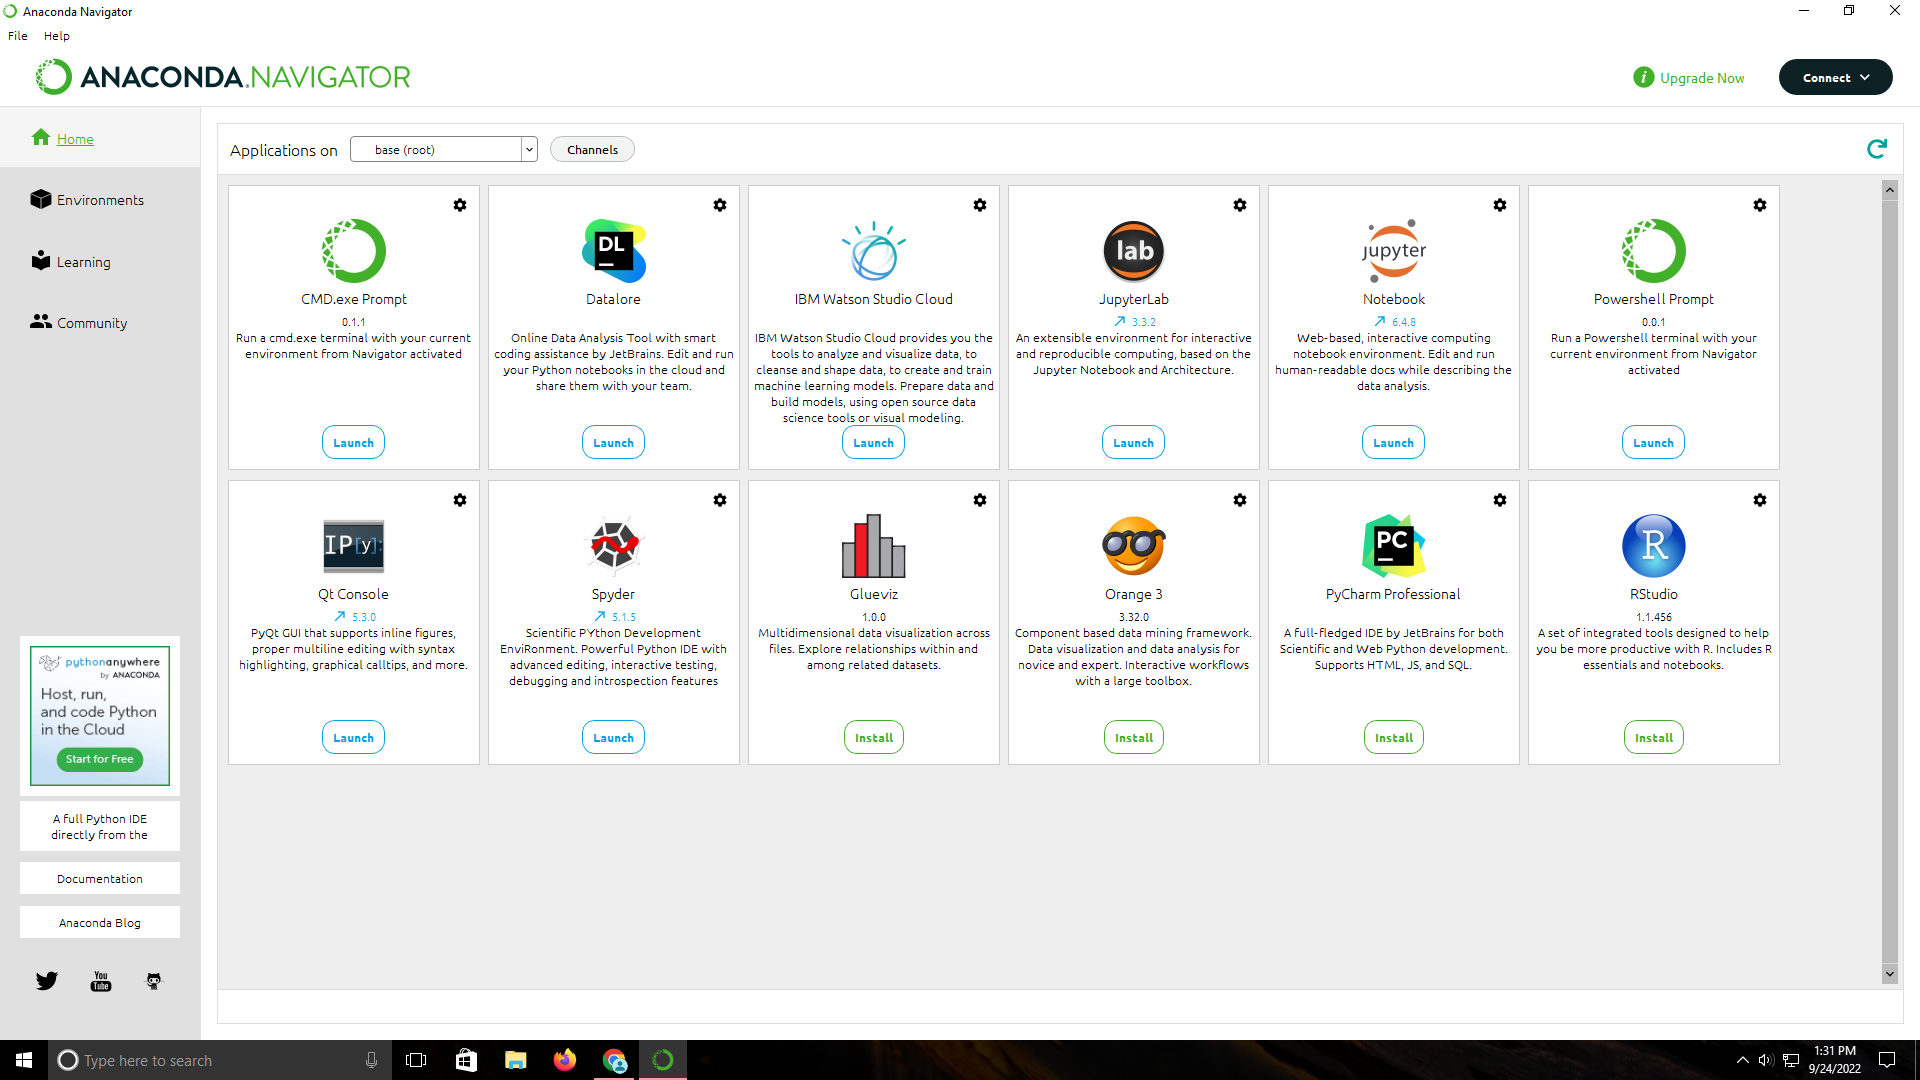 Anaconda Navigator
File Help
ANACONDA.NAVIGATOR
i Upgrade Now
Connect
Home
Environments
Learning
Community
Applications on base (root) Channels
CMD.exe Prompt
0.1.1
Run a cmd.exe terminal with your current
environment from Navigator activated
Launch
DL
Datalore
Online Data Analysis Tool with smart
coding assistance by JetBrains. Edit and run
your Python notebooks in the cloud and
share them with your team.
Launch
IBM Watson Studio Cloud
IBM Watson Studio Cloud provides you the
tools to analyze and visualize data, to
cleanse and shape data, to create and train
machine learning models. Prepare data and
build models, using open source data
science tools or visual modeling.
Launch
lab
JupyterLab
3.3.2
An extensible environment for interactive
and reproducible computing, based on the
Jupyter Notebook and Architecture.
Launch
jupyter
Notebook
6.4.8
Web-based, interactive computing
notebook environment. Edit and run
human-readable docs while describing the
data analysis.
Launch
Powershell Prompt
0.0.1
Run a Powershell terminal with your
current environment from Navigator
activated
Launch
IP[y]:
Qt Console
5.3.0
PyQt GUI that supports inline figures,
proper multiline editing with syntax
highlighting, graphical calltips, and more.
Launch
Spyder
5.1.5
Scientific PYthon Development
EnviRonment. Powerful Python IDE with
advanced editing, interactive testing,
debugging and introspection features
Launch
Glueviz
1.0.0
Multidimensional data visualization across
files. Explore relationships within and
among related datasets.
Install
Orange 3
3.32.0
Component based data mining framework.
Data visualization and data analysis for
novice and expert. Interactive workflows
with a large toolbox.
Install
PC
PyCharm Professional
A full-fledged IDE by JetBrains for both
Scientific and Web Python development.
Supports HTML, JS, and SQL.
Install
R
RStudio
1.1.456
A set of integrated tools designed to help
you be more productive with R. Includes R
essentials and notebooks.
Install
pythonanywhere
by ANACONDA
Host, run,
and code Python
in the Cloud
Start for Free
A full Python IDE
directly from the
Documentation
Anaconda Blog
You
Tube
Type here to search
1:31 PM
9/24/2022